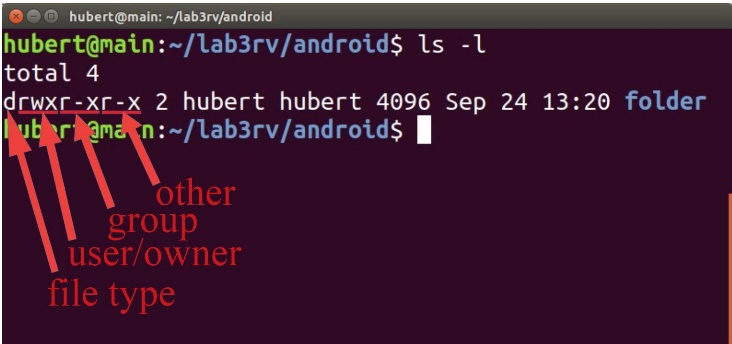 hubert@main: ~/lab3rv/android
hubert@main:~/lab3rv/android$ ls -l
total 4
drwxr-xr-x 2 hubert hubert 4096 Sep 24 13:20 folder
hubert@main:~/lab3rv/android$
other
group
user/owner
file type